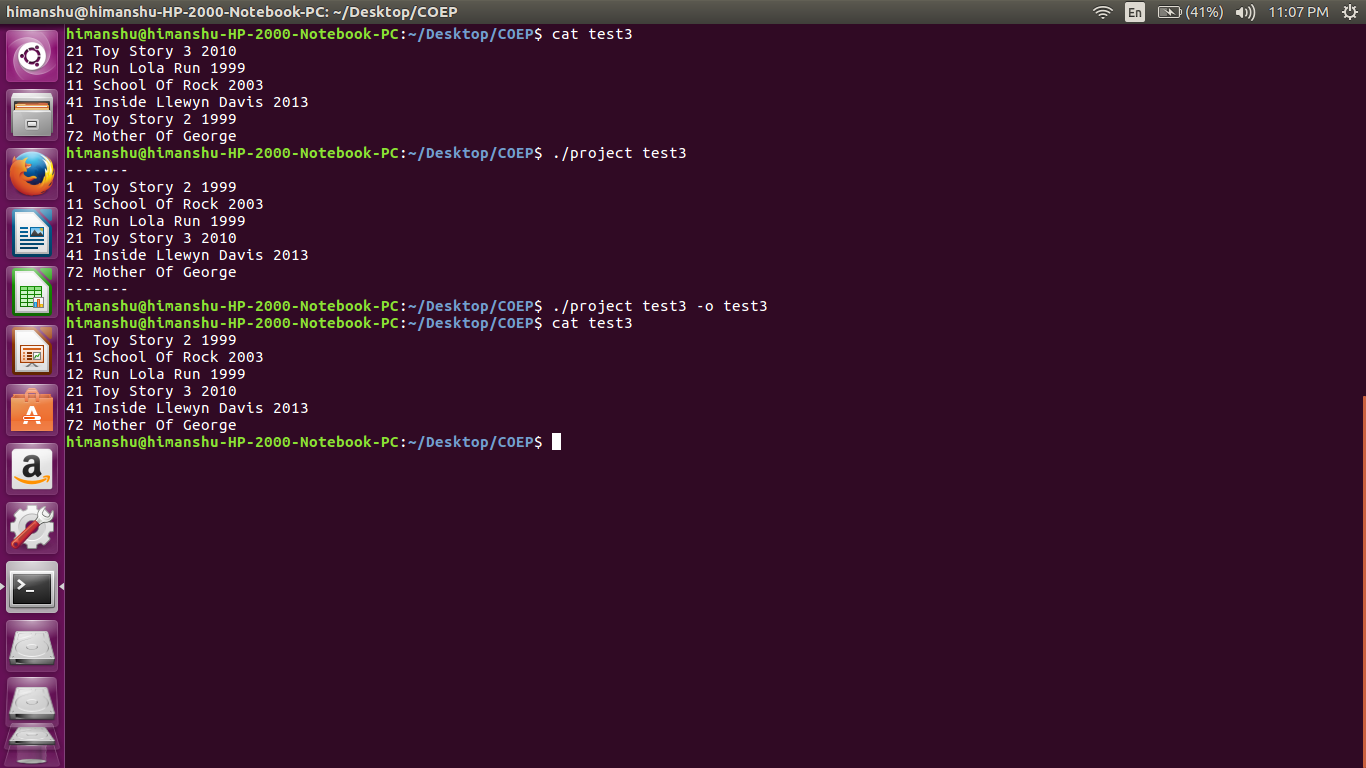 himanshu@himanshu-HP-2000-Notebook-PC: ~/Desktop/COEP En (41%) 11:07 PM
himanshu@himanshu-HP-2000-Notebook-PC:~/Desktop/COEP$ cat test3
21 Toy Story 3 2010
12 Run Lola Run 1999
11 School Of Rock 2003
41 Inside Llewyn Davis 2013
1  Toy Story 2 1999
72 Mother Of George
himanshu@himanshu-HP-2000-Notebook-PC:~/Desktop/COEP$ ./project test3
-------
1  Toy Story 2 1999
11 School Of Rock 2003
12 Run Lola Run 1999
21 Toy Story 3 2010
41 Inside Llewyn Davis 2013
72 Mother Of George
-------
himanshu@himanshu-HP-2000-Notebook-PC:~/Desktop/COEP$ ./project test3 -o test3
himanshu@himanshu-HP-2000-Notebook-PC:~/Desktop/COEP$ cat test3
1  Toy Story 2 1999
11 School Of Rock 2003
12 Run Lola Run 1999
21 Toy Story 3 2010
41 Inside Llewyn Davis 2013
72 Mother Of George
himanshu@himanshu-HP-2000-Notebook-PC:~/Desktop/COEP$